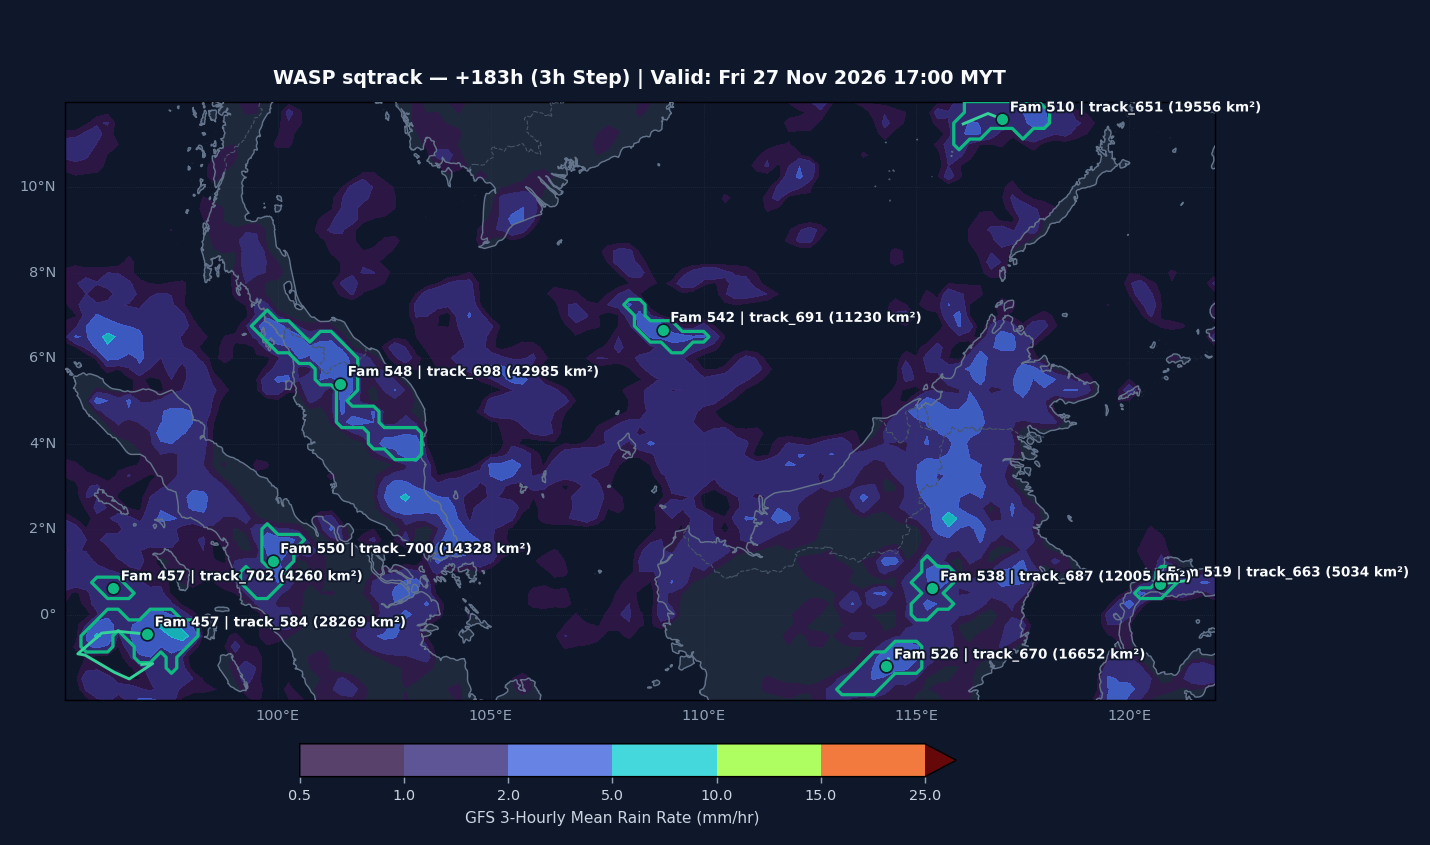 WASP sqtrack — +183h (3h Step) | Valid: Fri 27 Nov 2026 17:00 MYT
Fam 510 | track_651 (19556 km²)
10°N
8°N
Fam 542 | track_691 (11230 km²)
6°N
Fam 548 | track_698 (42985 km²)
4°N
2°N
Fam 550 | track_700 (14328 km²)
Fam 457 | track_702 (4260 km²)
Fam 538 | track_687 (12005 km²)
519 | track_663 (5034 km²)
0°
Fam 457 | track_584 (28269 km²)
Fam 526 | track_670 (16652 km²)
100°E 105°E 110°E 115°E 120°E
0.5 1.0 2.0 5.0 10.0 15.0 25.0
GFS 3-Hourly Mean Rain Rate (mm/hr)